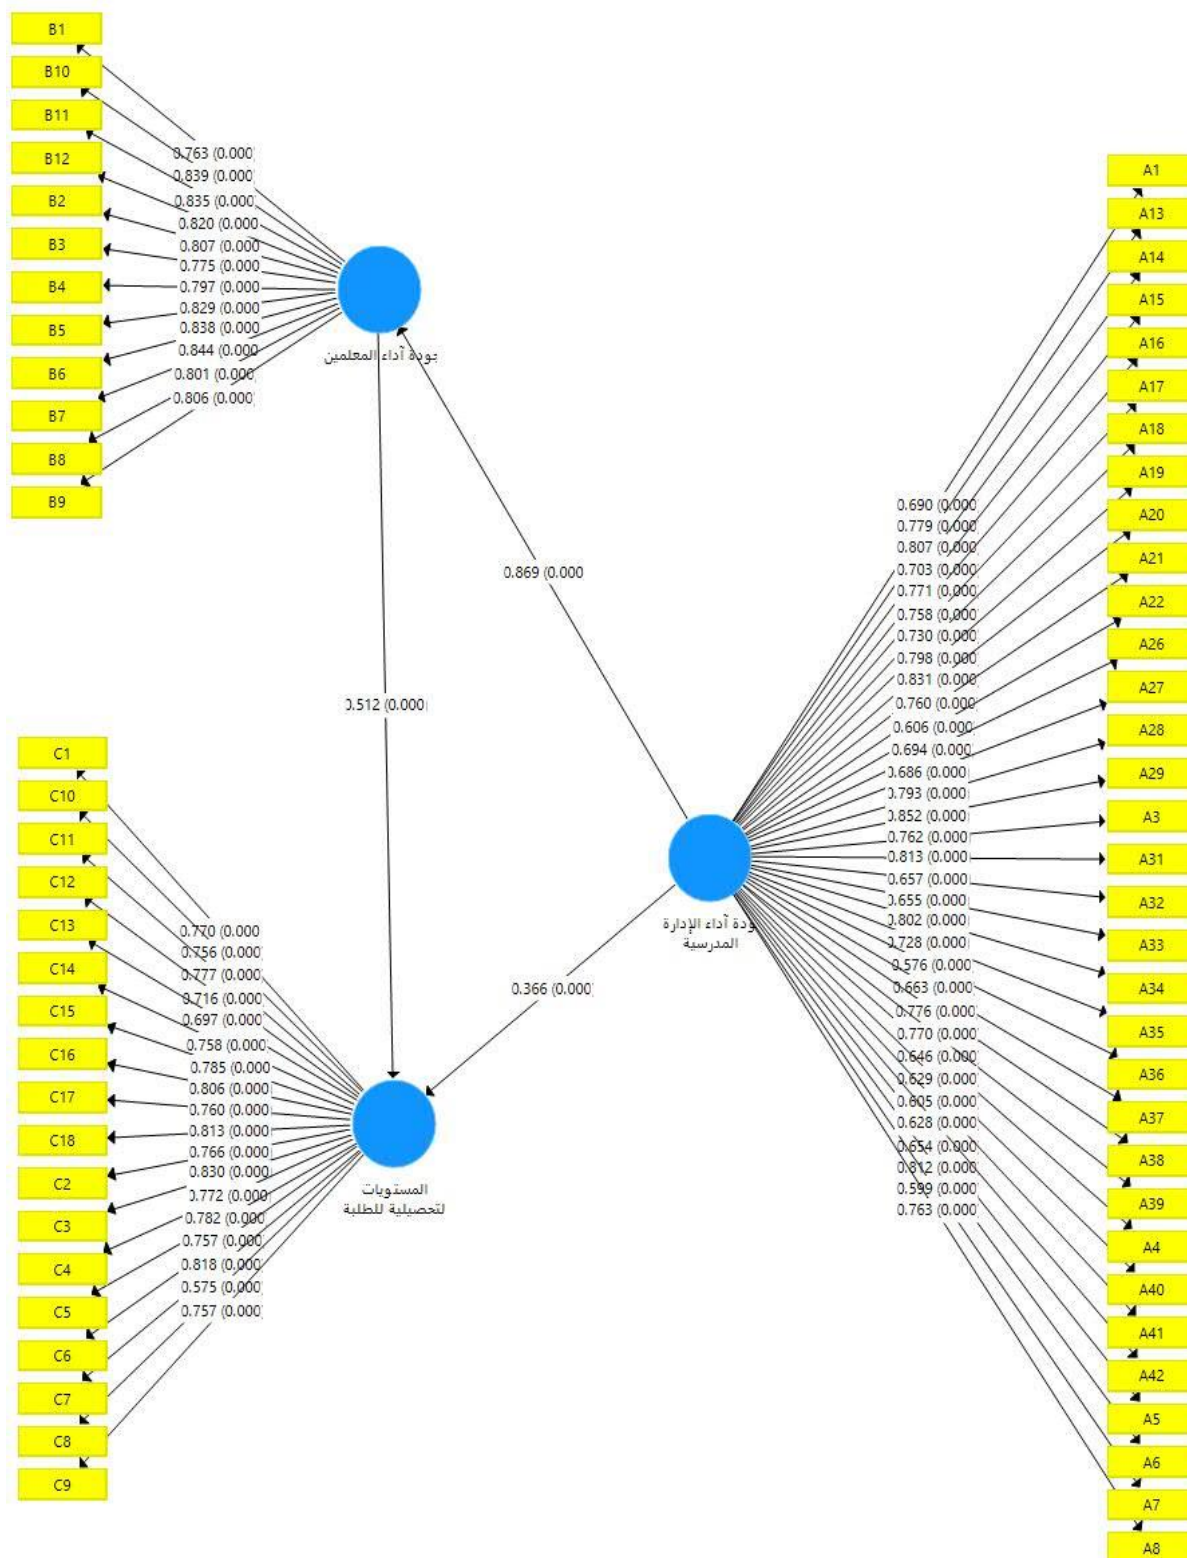 B1
B10
B11
B12
B2
B3
B4
B5
B6
B7
B8
B9
0.763 (0.000)
0.839 (0.000)
0.835 (0.000)
0.820 (0.000)
0.807 (0.000)
0.775 (0.000)
0.797 (0.000)
0.829 (0.000)
0.838 (0.000)
0.844 (0.000)
0.801 (0.000)
0.806 (0.000)
جودة آداء المعلمين
0.869 (0.000
0.512 (0.000)
0.366 (0.000)
C1
C10
C11
C12
C13
C14
C15
C16
C17
C18
C2
C3
C4
C5
C6
C7
C8
C9
0.770 (0.000
0.756 (0.000
0.777 (0.000)
0.716 (0.000)
0.697 (0.000)
0.758 (0.000)
0.785 (0.000)
0.806 (0.000)
0.760 (0.000)
0.813 (0.000)
0.766 (0.000)
0.830 (0.000)
0.772 (0.000)
0.782 (0.000
0.757 (0.000)
0.818 (0.000)
0.575 (0.000)
0.757 (0.000)
المستويات
لتحصيلية للطلبة
ودة آداء الإدارة
المدرسية
0.690 (0.000
0.779 (0.000
0.807 (0.000
0.703 (0.000
0.771 (0.000
0.758 (0.000
0.730 (0.000
0.798 (0.000
0.831 (0.000
0.760 (0.000
0.606 (0.000
0.694 (0.000
0.686 (0.000)
0.793 (0.000)
0.852 (0.000)
0.762 (0.000)
0.813 (0.000)
0.657 (0.000)
0.655 (0.000)
0.802 (0.000)
0.728 (0.000)
0.576 (0.000)
0.663 (0.000)
0.776 (0.000)
0.770 (0.000)
0.646 (0.000)
0.629 (0.000)
0.605 (0.000)
0.628 (0.000)
0.654 (0.000)
0.812 (0.000)
0.599 (0.000)
0.763 (0.000)
A1
A13
A14
A15
A16
A17
A18
A19
A20
A21
A22
A26
A27
A28
A29
A3
A31
A32
A33
A34
A35
A36
A37
A38
A39
A4
A40
A41
A42
A5
A6
A7
A8